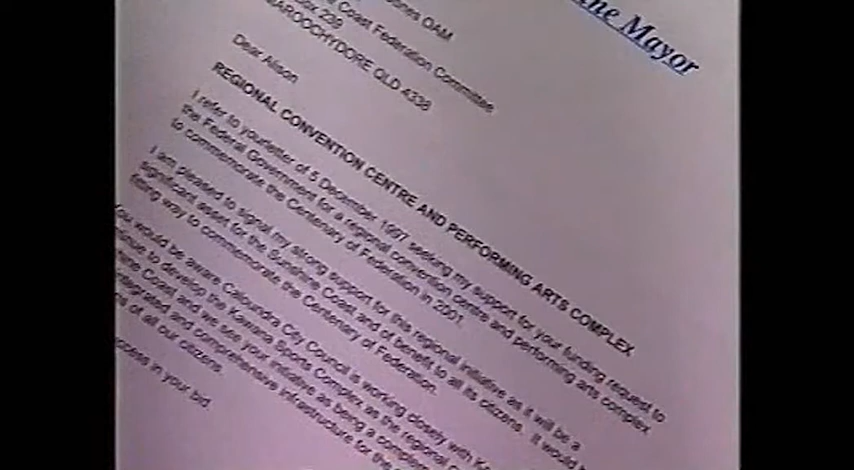 the Mayor
OAM
Coast Federation Committee
Box 239
MAROOCHYDORE QLD 4338
Dear Alison
REGIONAL CONVENTION CENTRE AND PERFORMING ARTS COMPLEX
I refer to yourletter of 5 December 1997 seeking my support for your funding request to
the Federal Government for a regional convention centre and performing arts complex
to commemorate the Centenary of Federation in 2001.
I am pleased to signal my strong support for this regional initiative as it will be a
significant asset for the Sunshine Coast and of benefit to all its citizens. It would
fitting way to commemorate the Centenary of Federation.
You would be aware Caloundra City Council is working closely with
to develop the Kawana Sports Complex as the regional
Coast and we see your initiative as being a
integrated and comprehensive infrastructure for the
of all our citizens.
success in your bid.